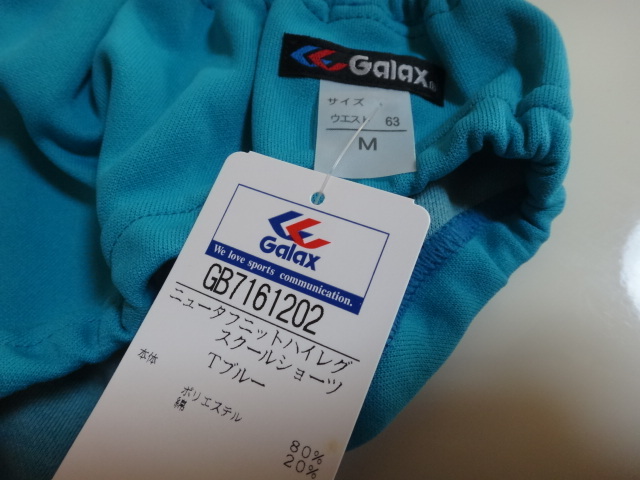 Galax
サイズ
ウエスト 63
M
Galax
We love sports communication.
GB7161202
ニュータフニットハイレグ
スクールショーツ
本体 Tブルー
ポリエステル 80%
綿 20%